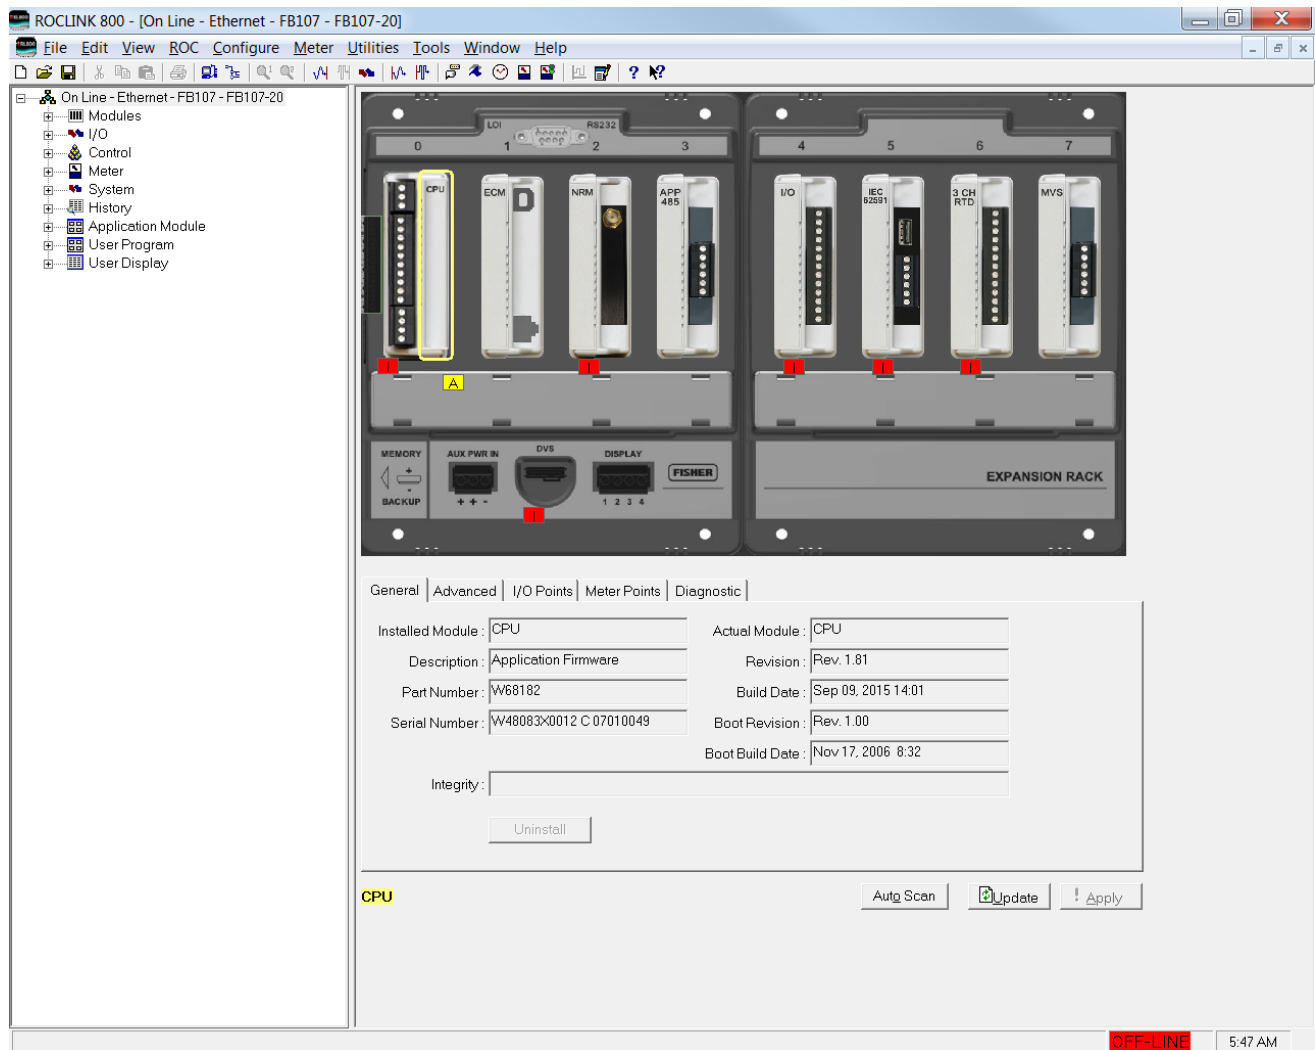 ROCLINK 800 - [On Line - Ethernet - FB107 - FB107-20]
File Edit View ROC Configure Meter Utilities Tools Window Help
On Line - Ethernet - FB107 - FB107-20
Modules
I/O
Control
Meter
System
History
Application Module
User Program
User Display
LOI RS232
0 1 2 3 4 5 6 7
CPU ECM NRM APP 485 I/O IEC 62591 3 CH RTD MVS
I I I I I
A
MEMORY BACKUP
AUX PWR IN
+ + -
DVS
DISPLAY
1 2 3 4
FISHER
EXPANSION RACK
I
General Advanced I/O Points Meter Points Diagnostic
Installed Module : CPU Actual Module : CPU
Description : Application Firmware Revision : Rev. 1.81
Part Number : W68182 Build Date : Sep 09, 2015 14:01
Serial Number : W48083X0012 C 07010049 Boot Revision : Rev. 1.00
Boot Build Date : Nov 17, 2006 8:32
Integrity :
Uninstall
CPU Auto Scan Update ! Apply
OFF-LINE 5:47 AM